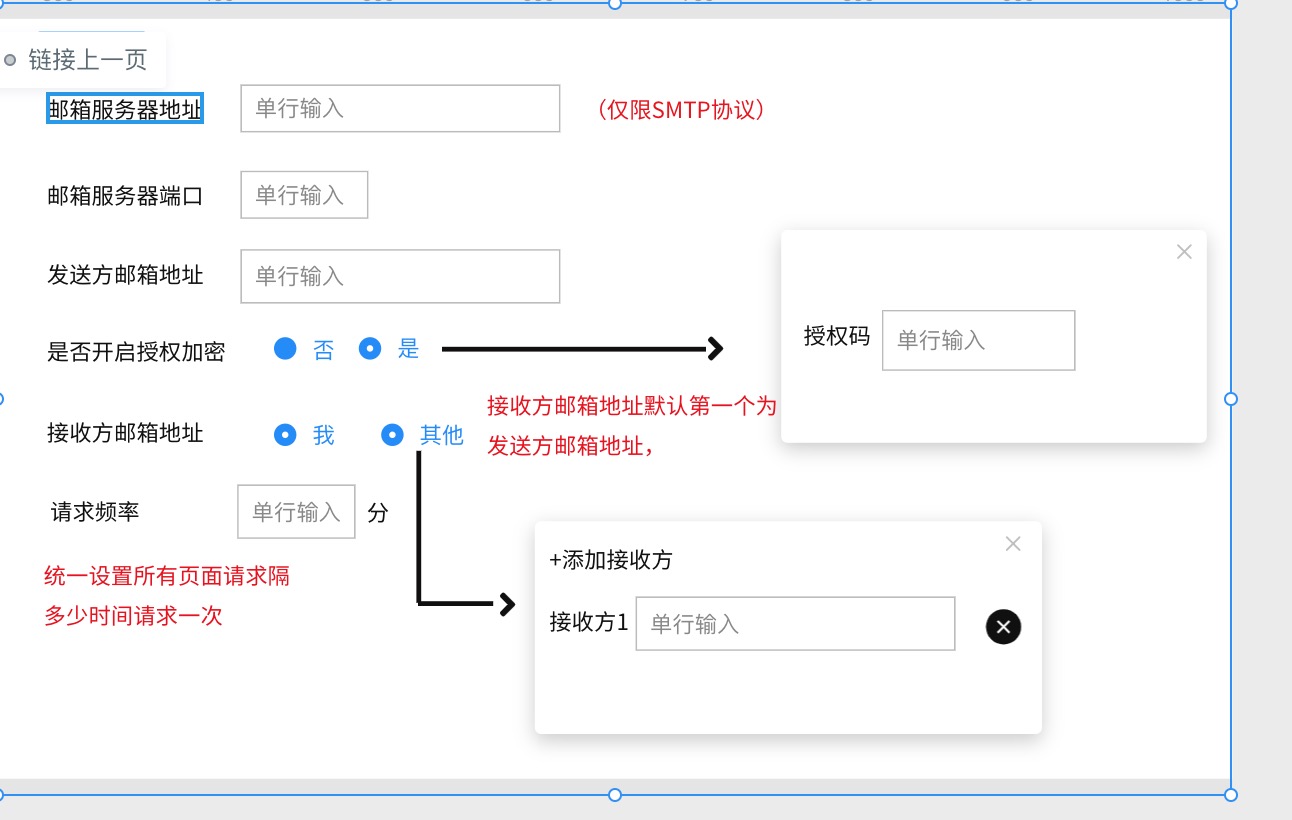 链接上一页
邮箱服务器地址 单行输入 （仅限SMTP协议）
邮箱服务器端口 单行输入
发送方邮箱地址 单行输入
是否开启授权加密 否 是
授权码 单行输入
接收方邮箱地址 我 其他
接收方邮箱地址默认第一个为
发送方邮箱地址，
请求频率 单行输入 分
统一设置所有页面请求隔
多少时间请求一次
+添加接收方
接收方1 单行输入